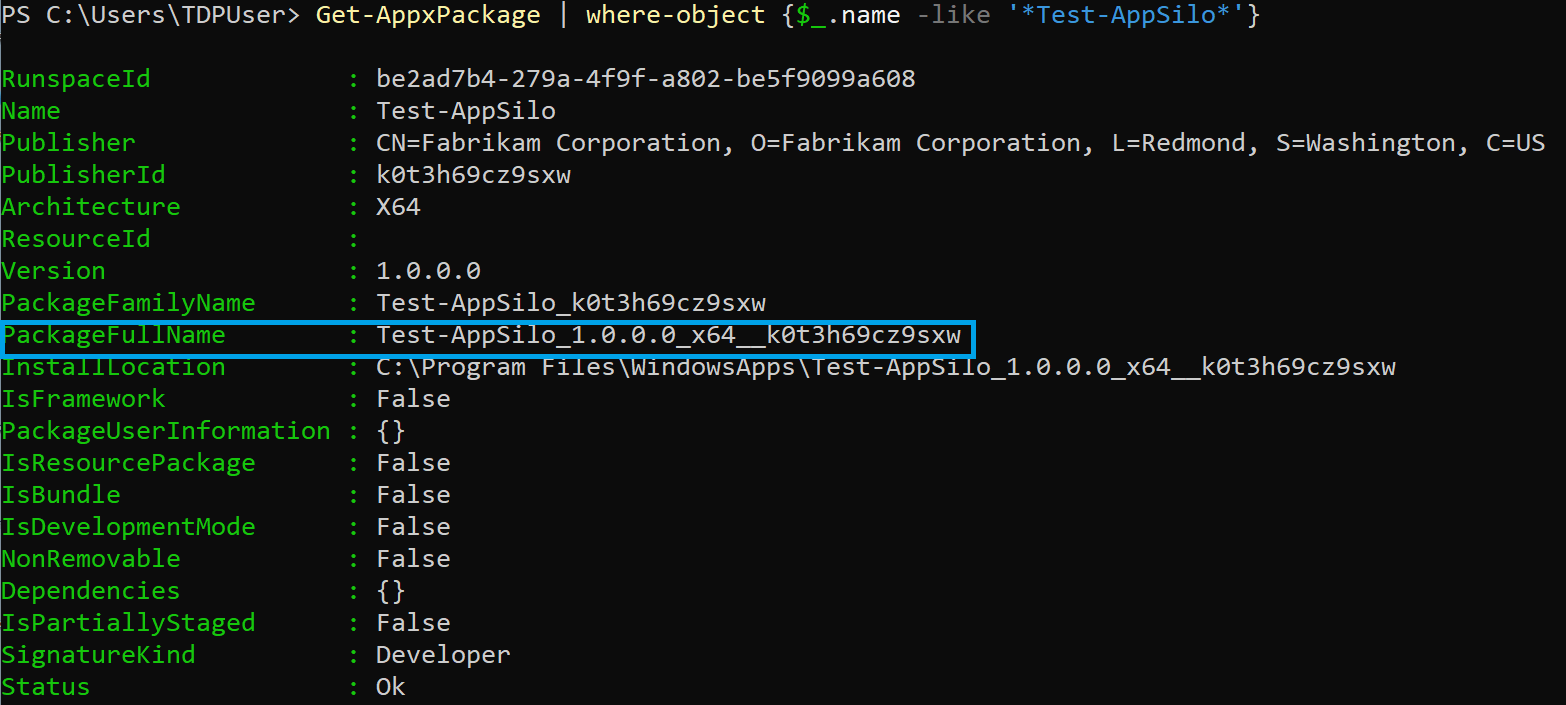 PS C:\Users\TDPUser> Get-AppxPackage | where-object {$_.name -like '*Test-AppSilo*'}
RunspaceId : be2ad7b4-279a-4f9f-a802-be5f9099a608
Name : Test-AppSilo
Publisher : CN=Fabrikam Corporation, O=Fabrikam Corporation, L=Redmond, S=Washington, C=US
PublisherId : k0t3h69cz9sxw
Architecture : X64
ResourceId :
Version : 1.0.0.0
PackageFamilyName : Test-AppSilo_k0t3h69cz9sxw
PackageFullName : Test-AppSilo_1.0.0.0_x64__k0t3h69cz9sxw
InstallLocation : C:\Program Files\WindowsApps\Test-AppSilo_1.0.0.0_x64__k0t3h69cz9sxw
IsFramework : False
PackageUserInformation : {}
IsResourcePackage : False
IsBundle : False
IsDevelopmentMode : False
NonRemovable : False
Dependencies : {}
IsPartiallyStaged : False
SignatureKind : Developer
Status : Ok